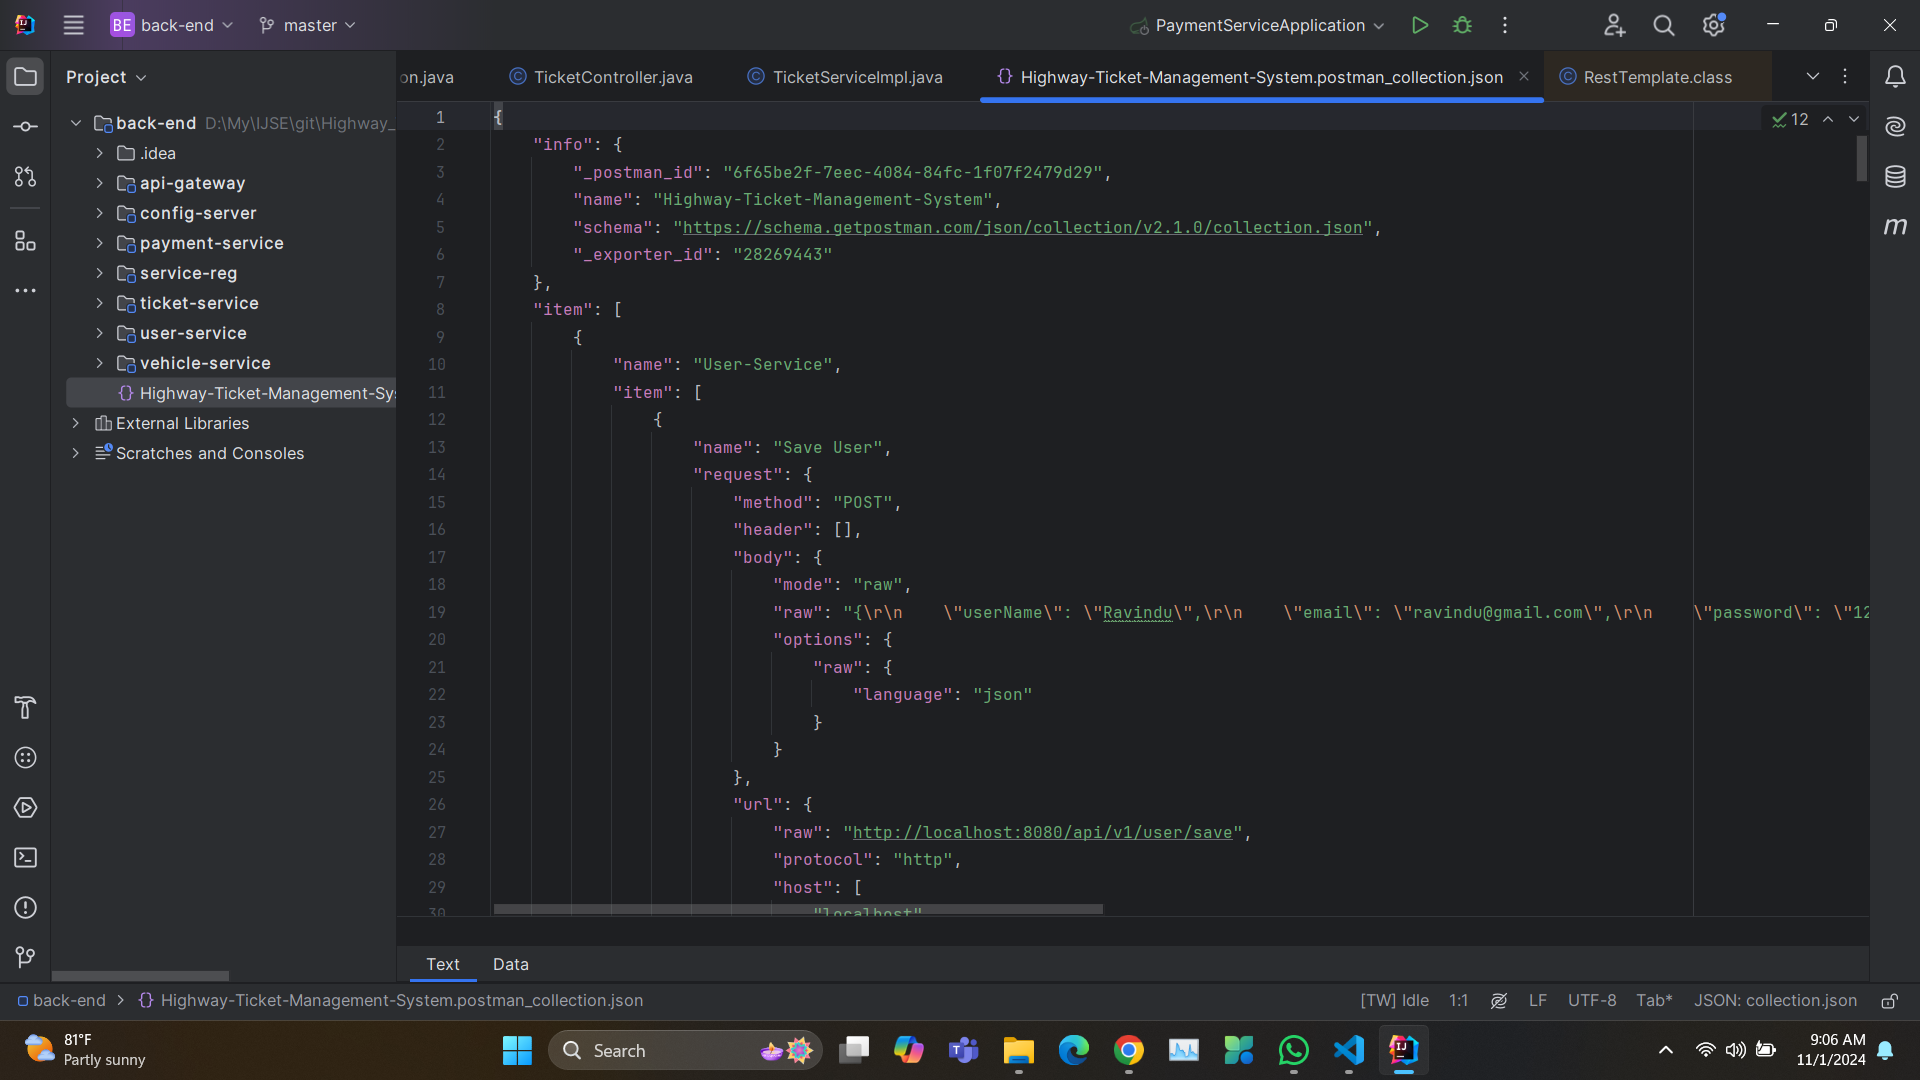 BE back-end
master
PaymentServiceApplication
Project
on.java
TicketController.java
TicketServiceImpl.java
Highway-Ticket-Management-System.postman_collection.json
RestTemplate.class
back-end D:\My\IJSE\git\Highway_
.idea
api-gateway
config-server
payment-service
service-reg
ticket-service
user-service
vehicle-service
Highway-Ticket-Management-Sys
External Libraries
Scratches and Consoles
12
1 {
2 "info": {
3 "_postman_id": "6f65be2f-7eec-4084-84fc-1f07f2479d29",
4 "name": "Highway-Ticket-Management-System",
5 "schema": "https://schema.getpostman.com/json/collection/v2.1.0/collection.json",
6 "_exporter_id": "28269443"
7 },
8 "item": [
9 {
10 "name": "User-Service",
11 "item": [
12 {
13 "name": "Save User",
14 "request": {
15 "method": "POST",
16 "header": [],
17 "body": {
18 "mode": "raw",
19 "raw": "{\r\n    \"userName\": \"Ravindu\",\r\n    \"email\": \"ravindu@gmail.com\",\r\n    \"password\": \"12
20 "options": {
21 "raw": {
22 "language": "json"
23 }
24 }
25 },
26 "url": {
27 "raw": "http://localhost:8080/api/v1/user/save",
28 "protocol": "http",
29 "host": [
30 "localhost"
m
Text
Data
back-end
Highway-Ticket-Management-System.postman_collection.json
[TW] Idle
1:1
LF
UTF-8
Tab*
JSON: collection.json
81°F
Partly sunny
Search
9:06 AM
11/1/2024